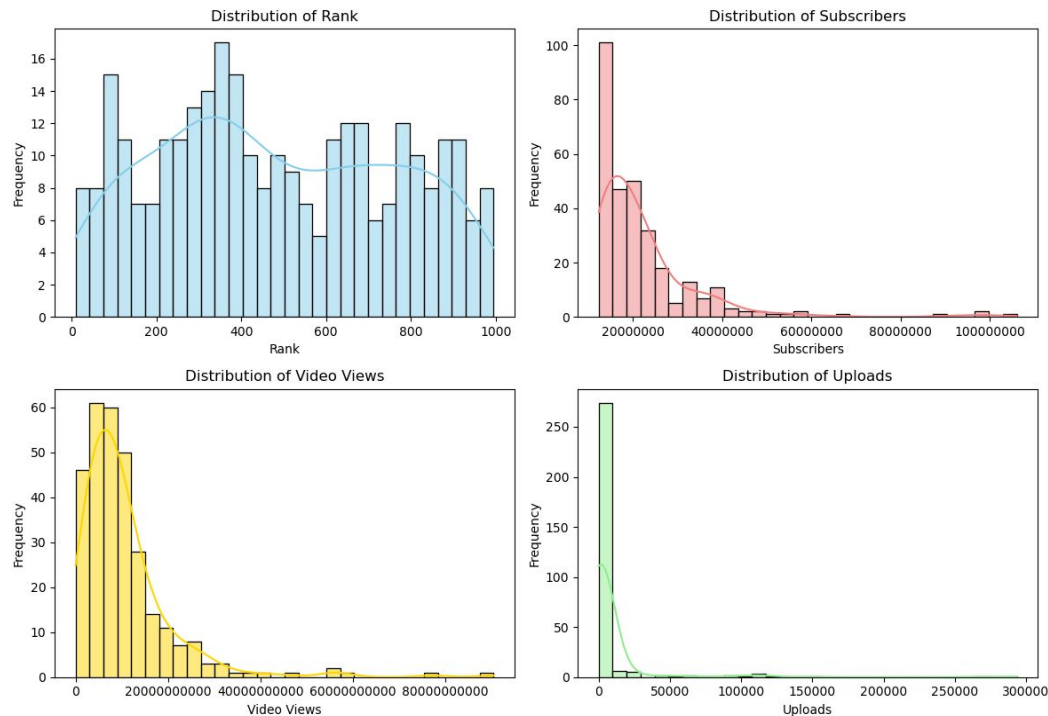 Distribution of Rank
16
14
12
10
8
6
4
2
0
Frequency
0 200 400 600 800 1000
Rank
Distribution of Subscribers
100
80
60
40
20
0
Frequency
20000000 40000000 60000000 80000000 100000000
Subscribers
Distribution of Video Views
60
50
40
30
20
10
0
Frequency
0 20000000000 40000000000 60000000000 80000000000
Video Views
Distribution of Uploads
250
200
150
100
50
0
Frequency
0 50000 100000 150000 200000 250000 300000
Uploads